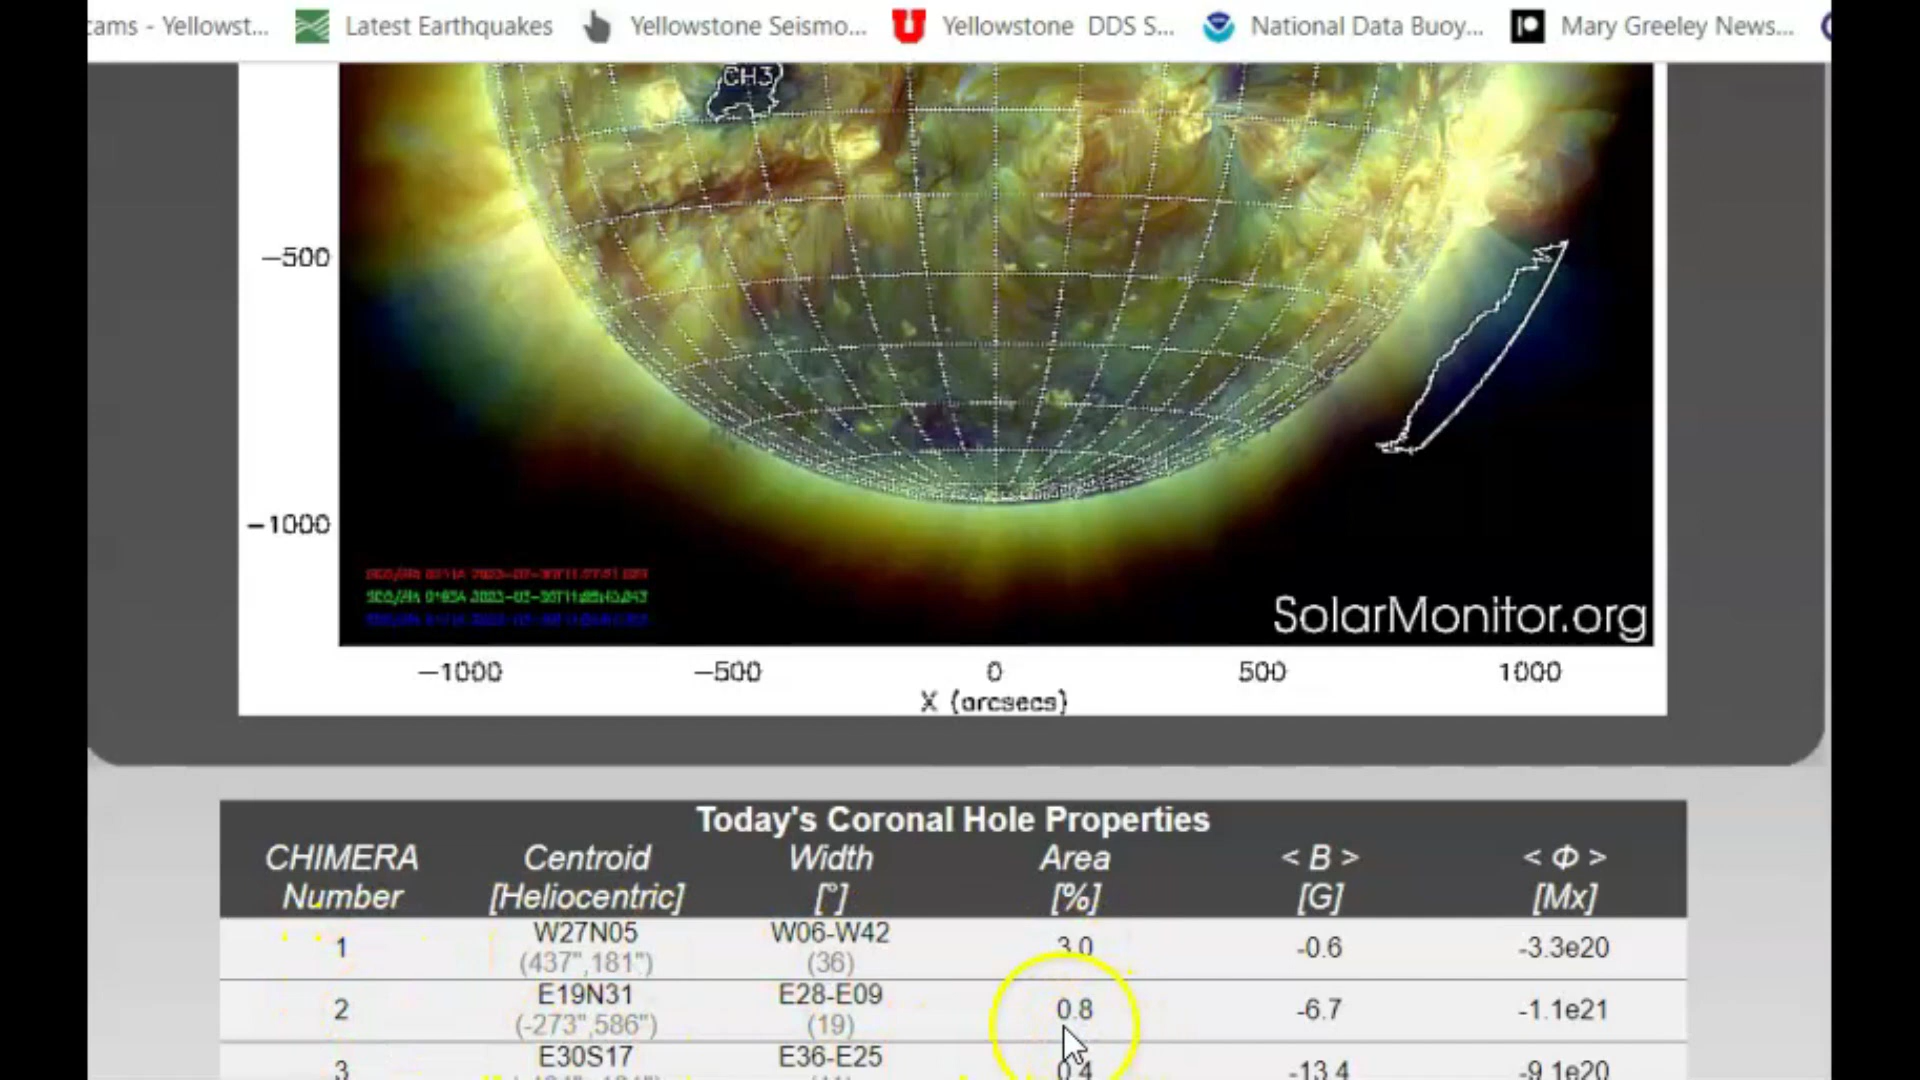 cams - Yellowst... Latest Earthquakes Yellowstone Seismo... Yellowstone DDS S... National Data Buoy... Mary Greeley News...
CH3
−500
−1000
SolarMonitor.org
−1000 −500 0 500 1000
X (arcsecs)
Today's Coronal Hole Properties
CHIMERA Centroid Width Area < B > < Φ >
Number [Heliocentric] [°] [%] [G] [Mx]
1 W27N05 W06-W42 3.0 -0.6 -3.3e20
(437",181") (36)
2 E19N31 E28-E09 0.8 -6.7 -1.1e21
(-273",586") (19)
3 E30S17 E36-E25 0.4 -13.4 -9.1e20